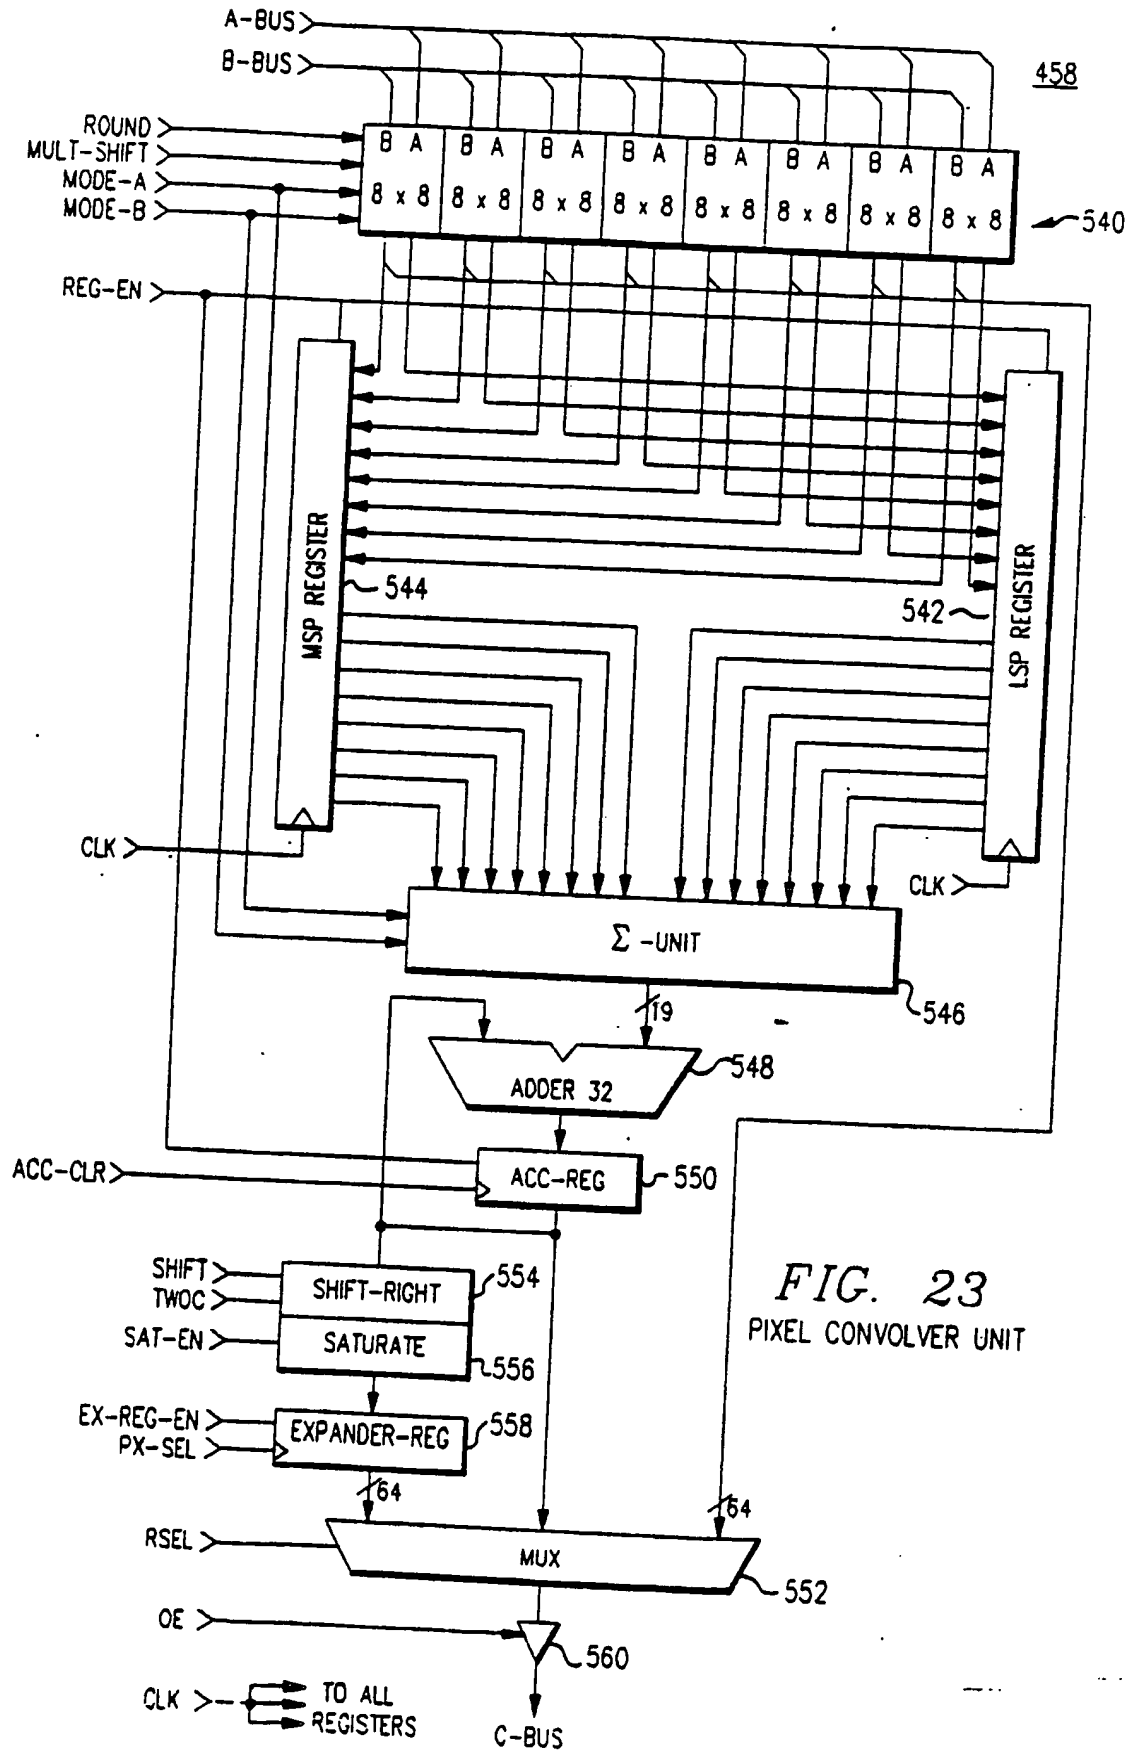 A-BUS
B-BUS
458
ROUND
MULT-SHIFT
MODE-A
MODE-B
B A B A B A B A B A B A B A B A
8 x 8 8 x 8 8 x 8 8 x 8 8 x 8 8 x 8 8 x 8 8 x 8
540
REG-EN
MSP REGISTER
544
542
LSP REGISTER
CLK
CLK
Σ -UNIT
546
19
ADDER 32
548
ACC-CLR
ACC-REG
550
SHIFT
TWOC
SHIFT-RIGHT
554
SAT-EN
SATURATE
556
FIG. 23
PIXEL CONVOLVER UNIT
EX-REG-EN
PX-SEL
EXPANDER-REG
558
64
64
RSEL
MUX
552
OE
560
CLK
TO ALL
REGISTERS
C-BUS